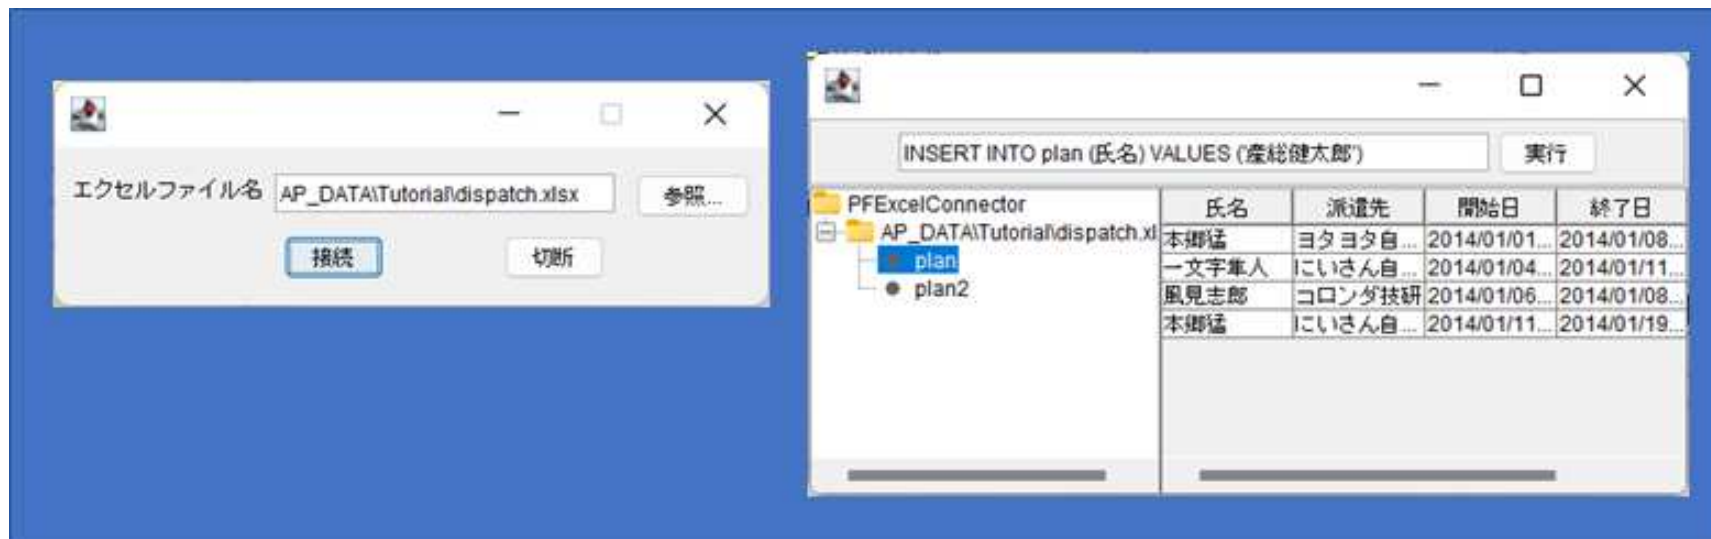 エクセルファイル名 AP_DATA\Tutorial\dispatch.xlsx 参照...
接続 切断
INSERT INTO plan (氏名) VALUES ('産総健太郎') 実行
PFExcelConnector
AP_DATA\Tutorial\dispatch.xl
plan
plan2
氏名 派遣先 開始日 終了日
本郷猛 ヨタヨタ自... 2014/01/01... 2014/01/08...
一文字隼人 にいさん自... 2014/01/04... 2014/01/11...
風見志郎 コロンダ技研 2014/01/06... 2014/01/08...
本郷猛 にいさん自... 2014/01/11... 2014/01/19...